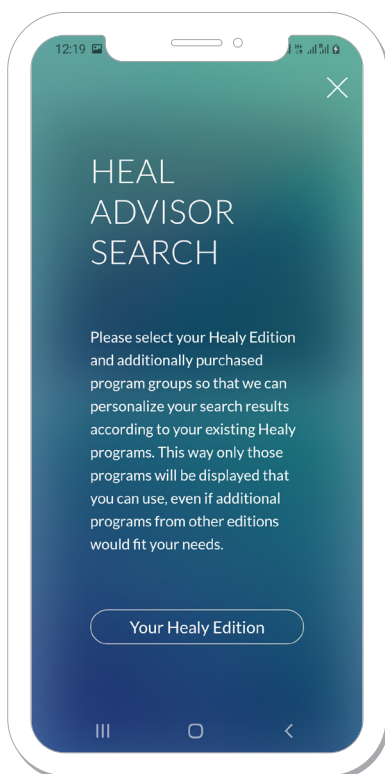 12:19
HEAL
ADVISOR
SEARCH
Please select your Healy Edition
and additionally purchased
program groups so that we can
personalize your search results
according to your existing Healy
programs. This way only those
programs will be displayed that
you can use, even if additional
programs from other editions
would fit your needs.
Your Healy Edition